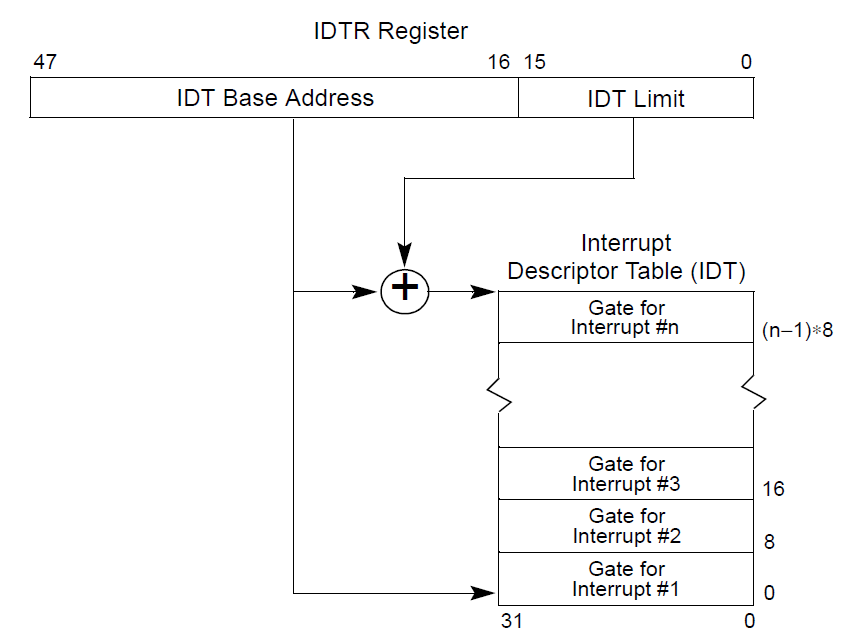 IDTR Register
47 16 15 0
IDT Base Address IDT Limit
+
Interrupt
Descriptor Table (IDT)
Gate for
Interrupt #n
(n−1)∗8
Gate for
Interrupt #3
16
Gate for
Interrupt #2
8
Gate for
Interrupt #1
0
31 0